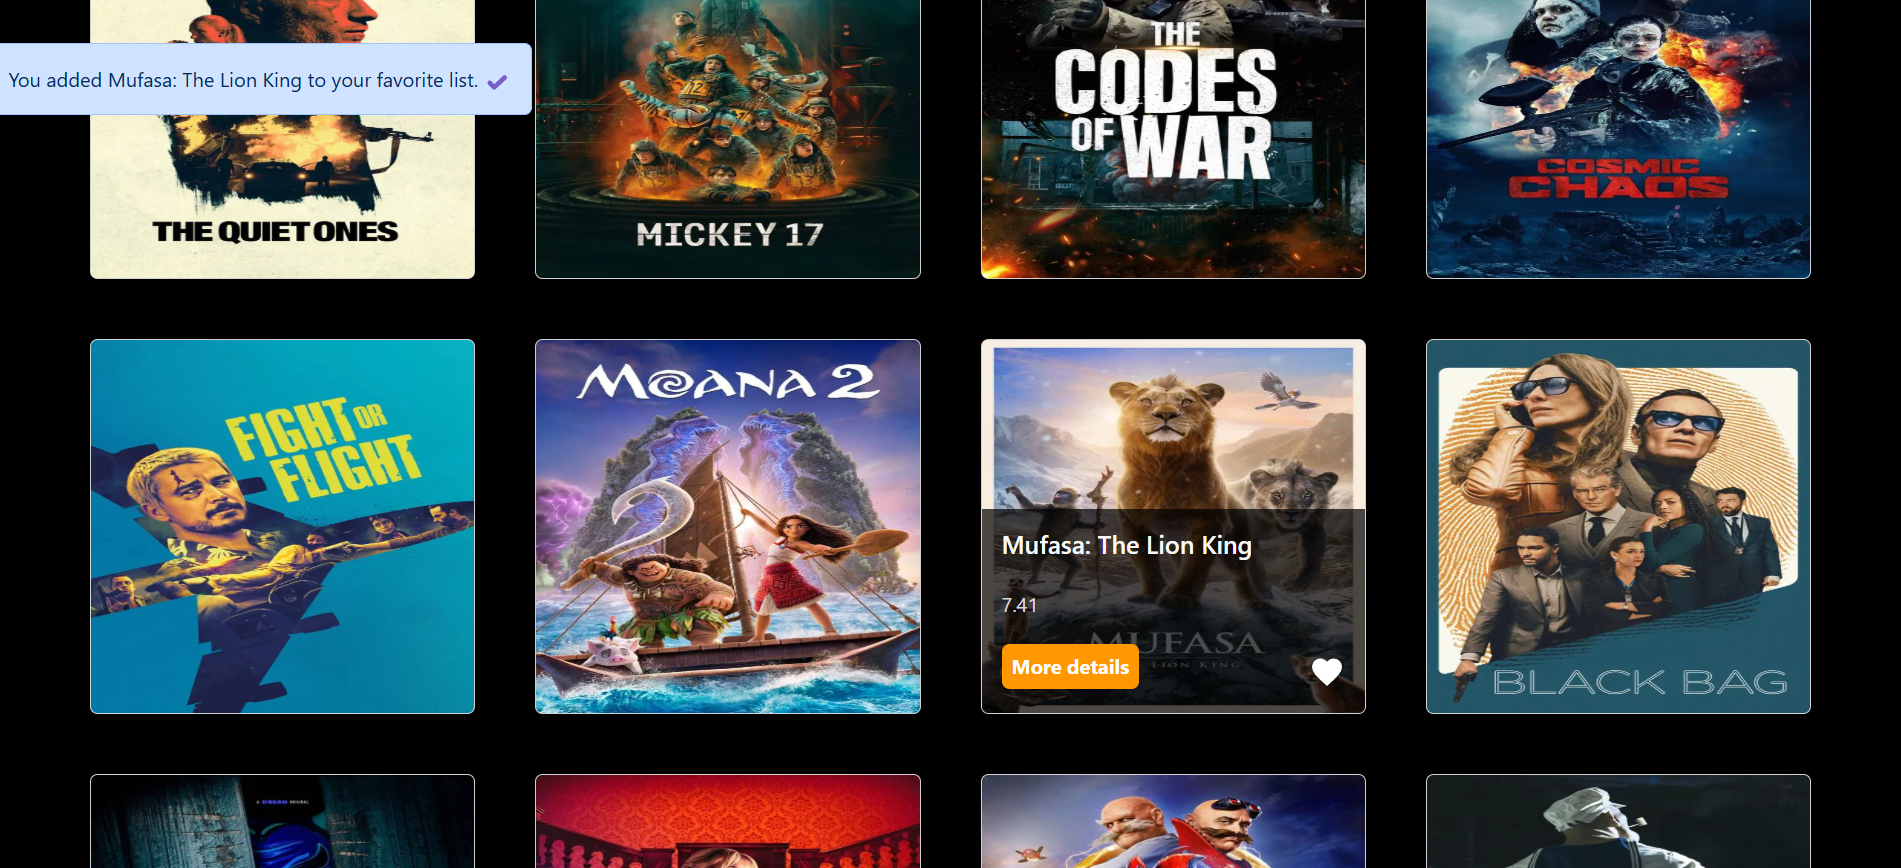 You added Mufasa: The Lion King to your favorite list.
THE QUIET ONES
MICKEY 17
THE
CODES
OF WAR
COSMIC
CHAOS
FIGHT OR
FLIGHT
MOANA 2
Mufasa: The Lion King
7.41
MUFASA
LION KING
More details
BLACK BAG
A DREAD